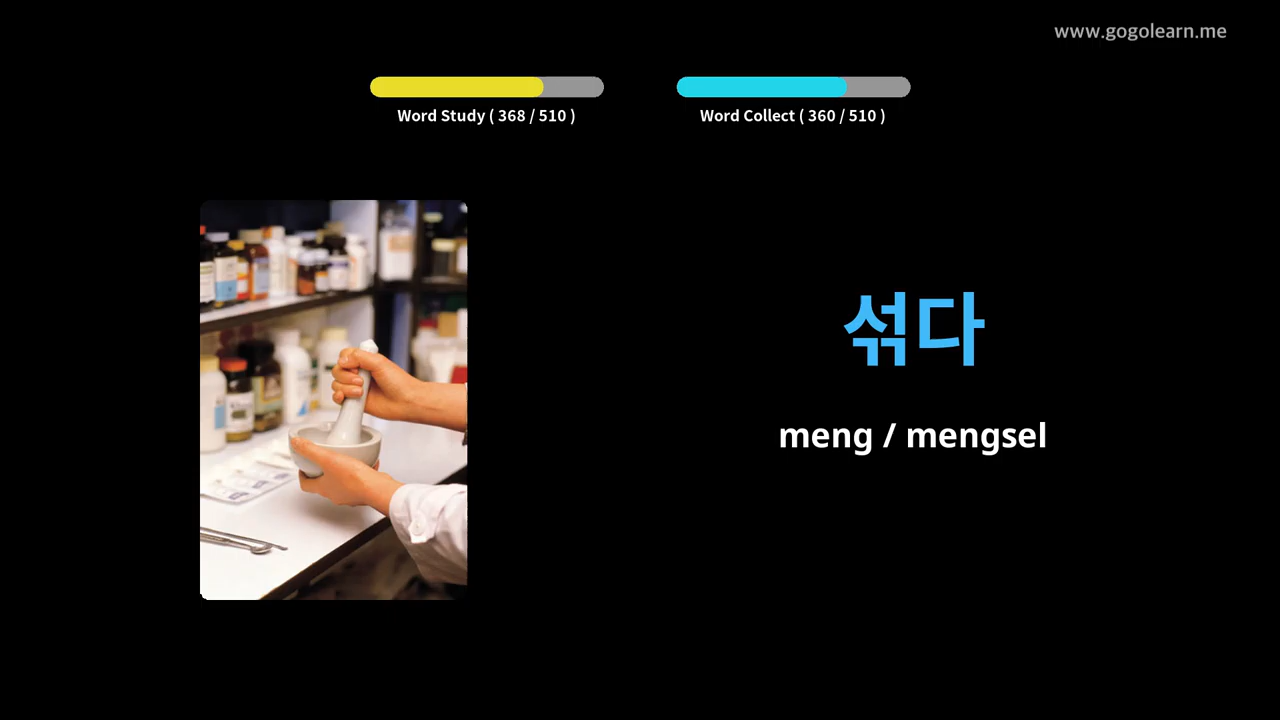 www.gogolearn.me
Word Study ( 368 / 510 )
Word Collect ( 360 / 510 )
섞다
meng / mengsel